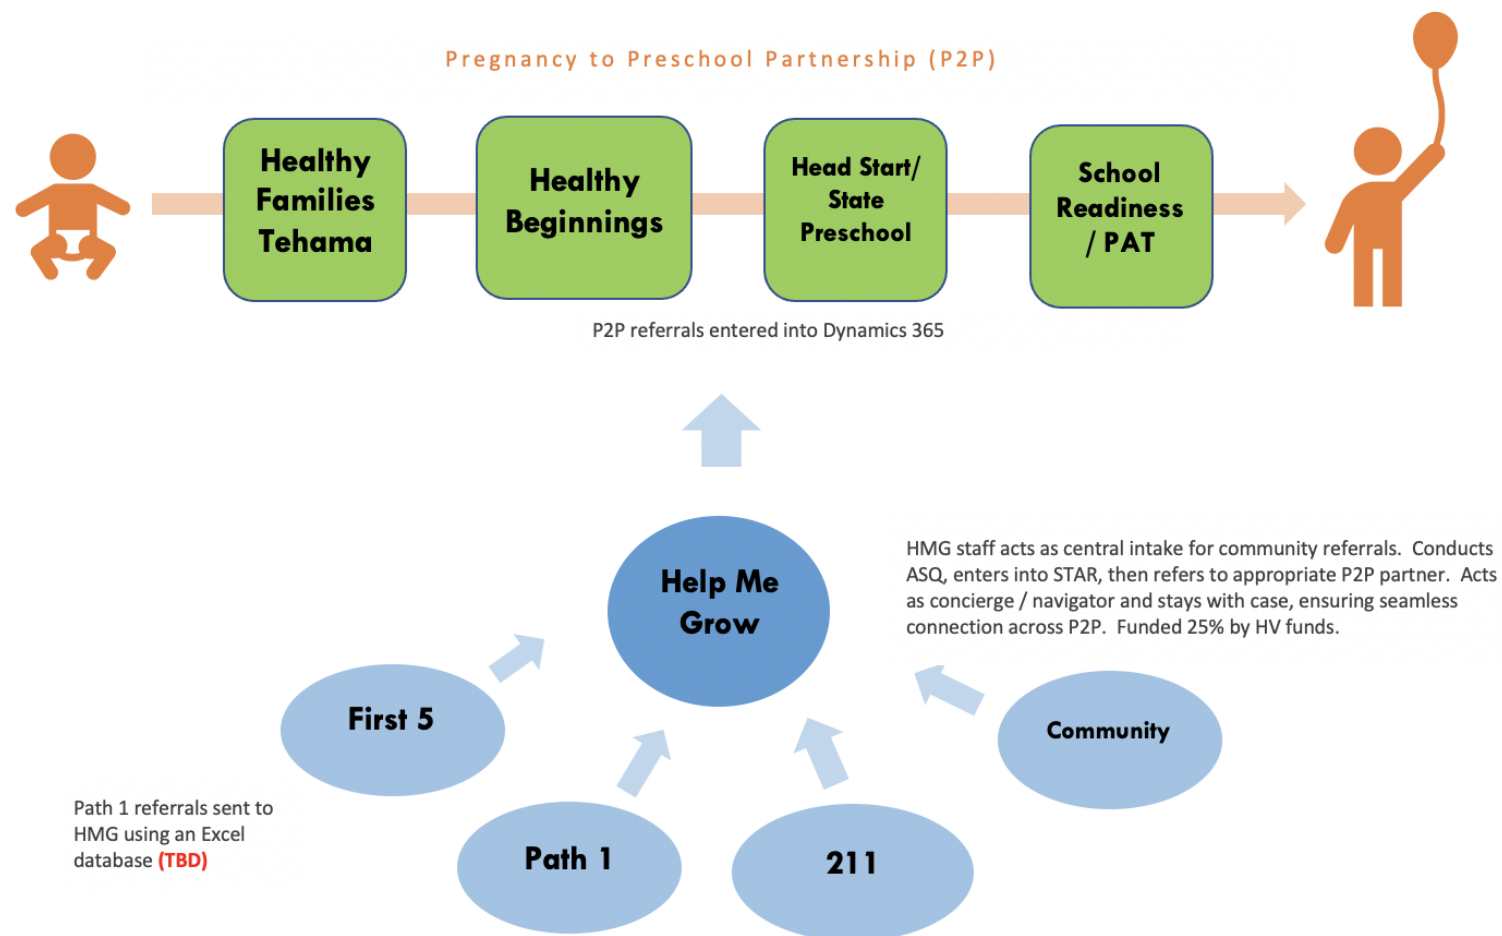 Pregnancy to Preschool Partnership (P2P)
Healthy
Families
Tehama
Healthy
Beginnings
Head Start/
State
Preschool
School
Readiness
/ PAT
P2P referrals entered into Dynamics 365
Help Me
Grow
HMG staff acts as central intake for community referrals.  Conducts
ASQ, enters into STAR, then refers to appropriate P2P partner.  Acts
as concierge / navigator and stays with case, ensuring seamless
connection across P2P.  Funded 25% by HV funds.
First 5
Community
Path 1 referrals sent to
HMG using an Excel
database (TBD)
Path 1
211